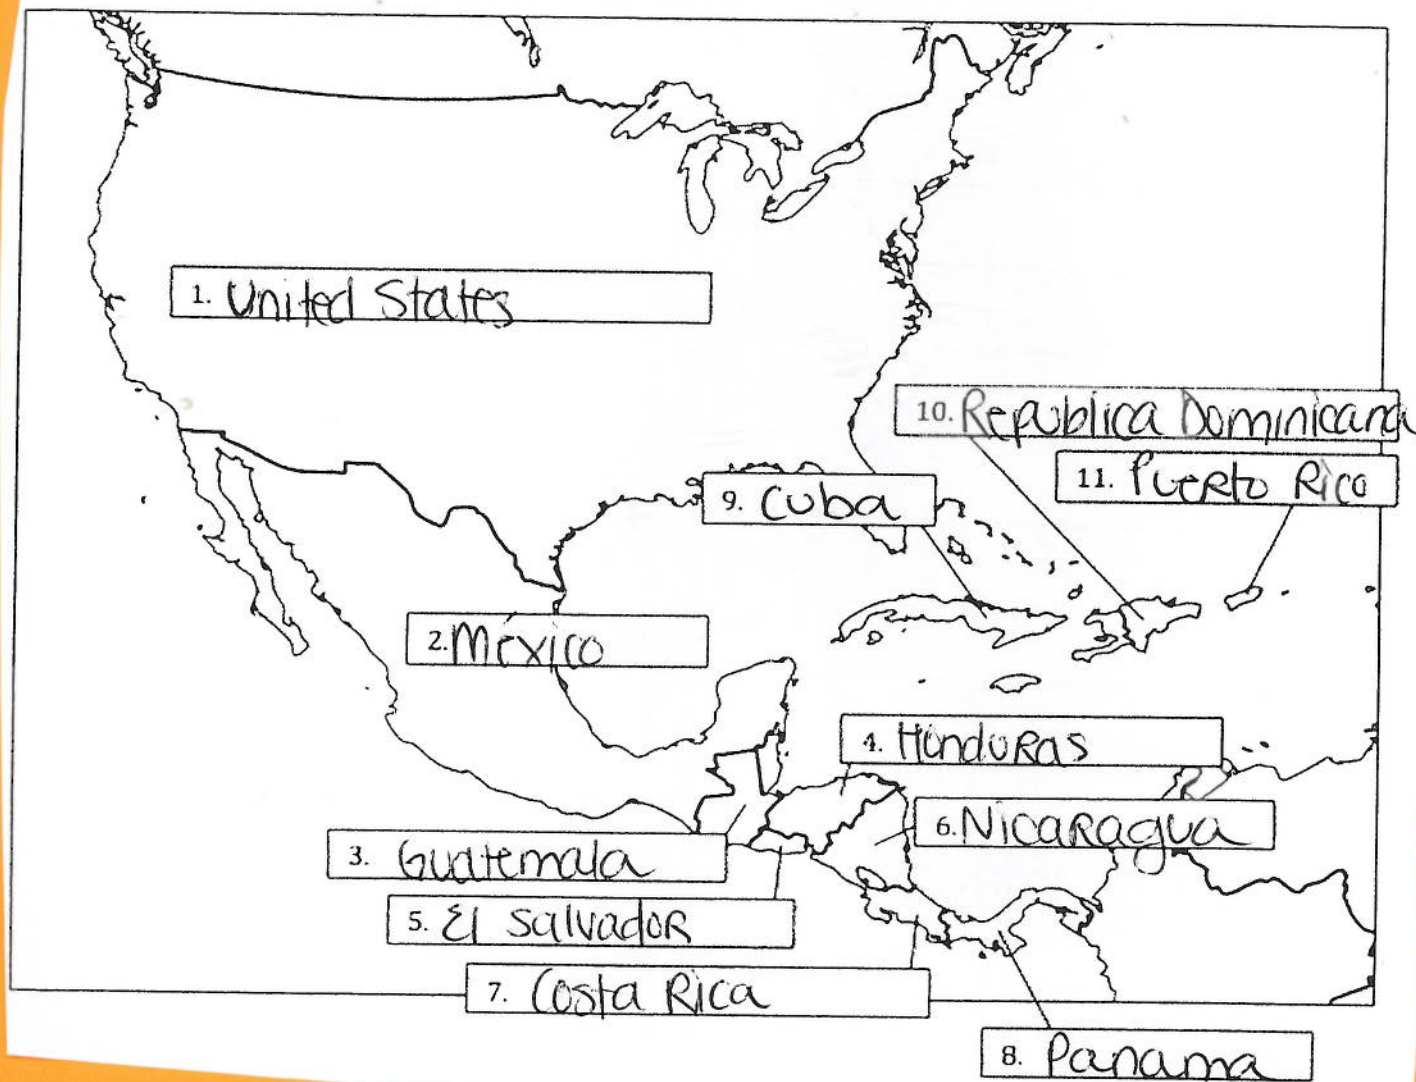 1. United States
10. Republica Dominicana
11. Puerto Rico
9. Cuba
2. México
4. Honduras
6. Nicaragua
3. Guatemala
5. El Salvador
7. Costa Rica
8. Panama